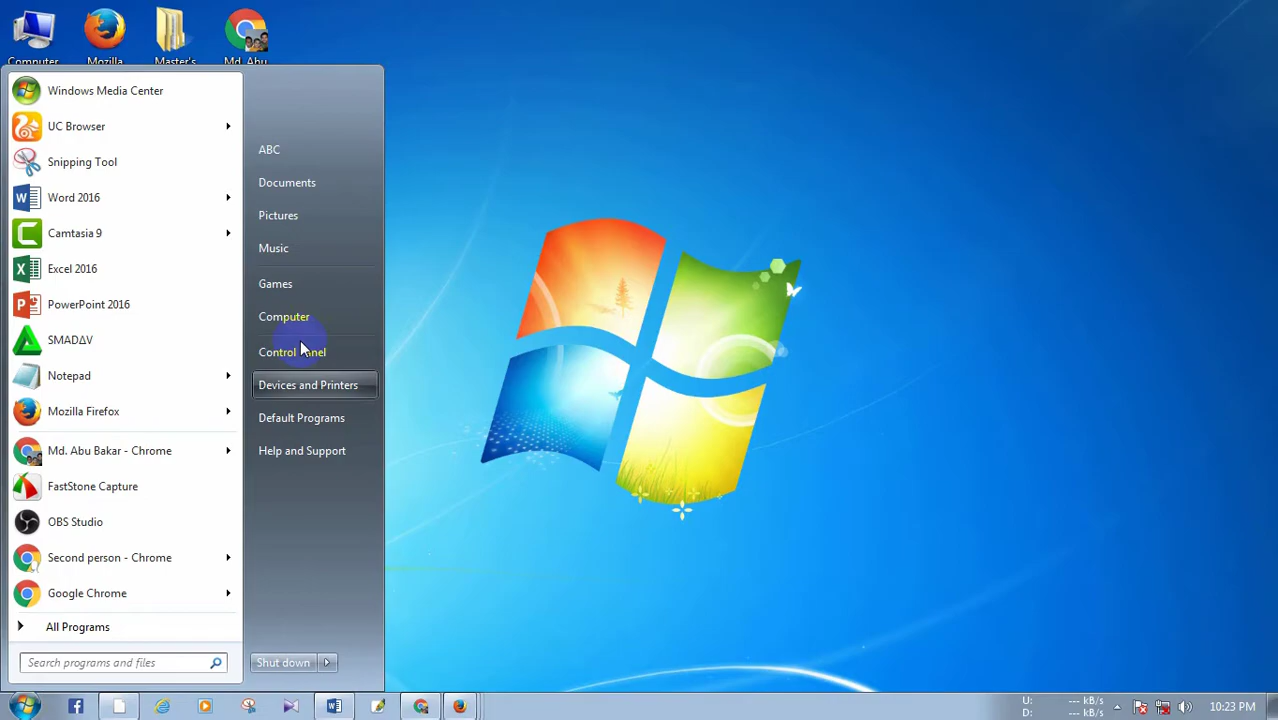 Computer
Mozilla
Master's
Md. Abu
Windows Media Center
UC Browser
Snipping Tool
Word 2016
Camtasia 9
Excel 2016
PowerPoint 2016
SMADΔV
Notepad
Mozilla Firefox
Md. Abu Bakar - Chrome
FastStone Capture
OBS Studio
Second person - Chrome
Google Chrome
All Programs
Search programs and files
ABC
Documents
Pictures
Music
Games
Computer
Control Panel
Devices and Printers
Default Programs
Help and Support
Shut down
U: --- kB/s
D: --- kB/s
10:23 PM